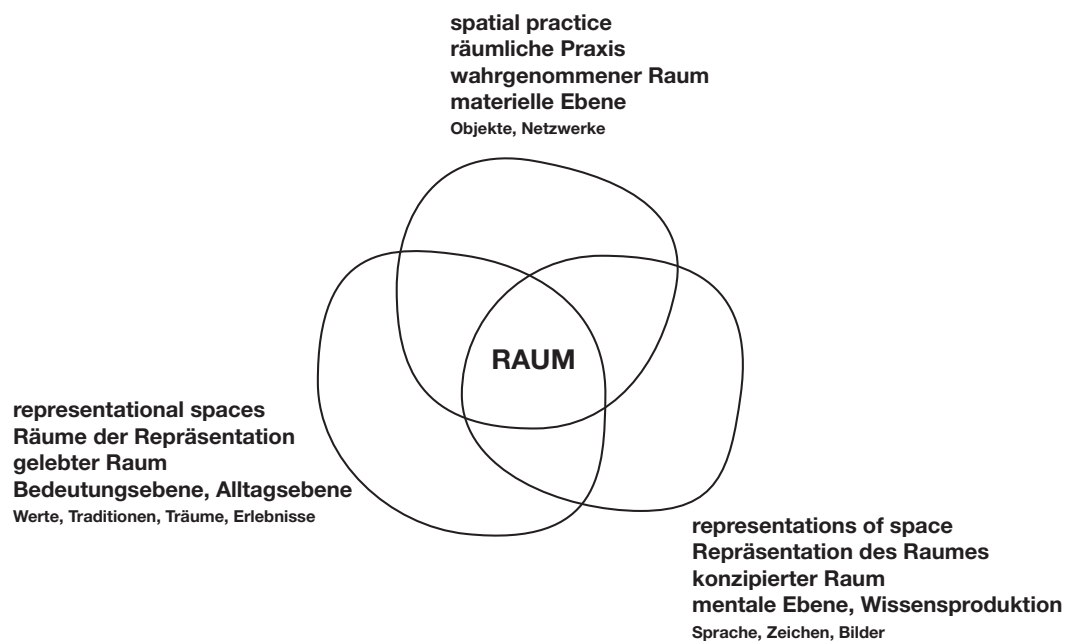 spatial practice
räumliche Praxis
wahrgenommener Raum
materielle Ebene
Objekte, Netzwerke
RAUM
representational spaces
Räume der Repräsentation
gelebter Raum
Bedeutungsebene, Alltagsebene
Werte, Traditionen, Träume, Erlebnisse
representations of space
Repräsentation des Raumes
konzipierter Raum
mentale Ebene, Wissensproduktion
Sprache, Zeichen, Bilder